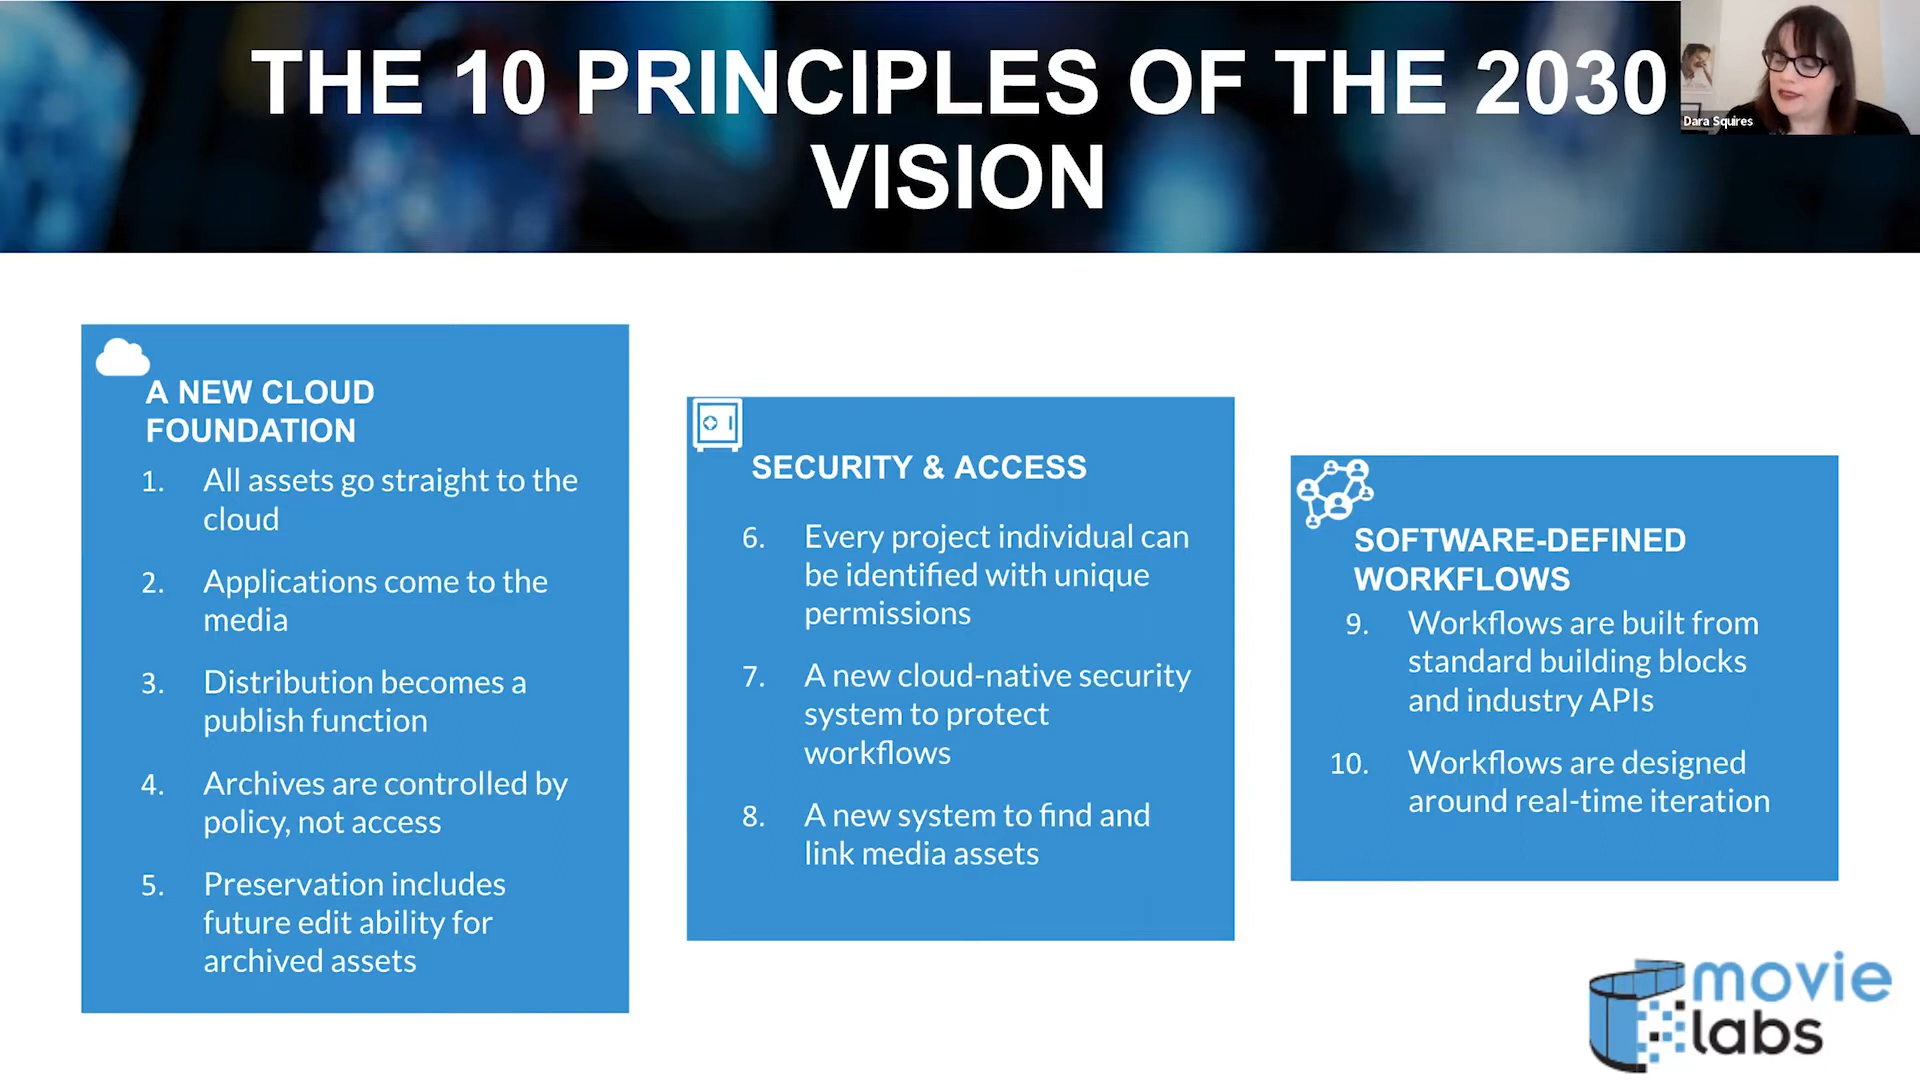 THE 10 PRINCIPLES OF THE 2030
VISION
Dara Squires
A NEW CLOUD
FOUNDATION
1. All assets go straight to the
cloud
2. Applications come to the
media
3. Distribution becomes a
publish function
4. Archives are controlled by
policy, not access
5. Preservation includes
future edit ability for
archived assets
SECURITY & ACCESS
6. Every project individual can
be identified with unique
permissions
7. A new cloud-native security
system to protect
workflows
8. A new system to find and
link media assets
SOFTWARE-DEFINED
WORKFLOWS
9. Workflows are built from
standard building blocks
and industry APIs
10. Workflows are designed
around real-time iteration
movie
labs